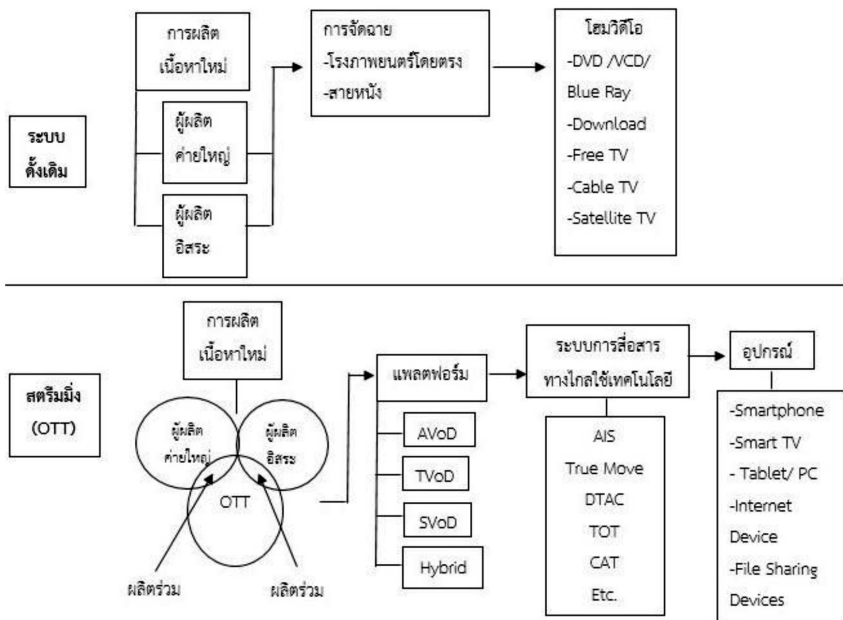 การผลิต
เนื้อหาใหม่
ผู้ผลิต
ค่ายใหญ่
ผู้ผลิต
อิสระ
ระบบ
ดั้งเดิม
การจัดฉาย
-โรงภาพยนตร์โดยตรง
-สายหนัง
โฮมวิดีโอ
-DVD /VCD/
Blue Ray
-Download
-Free TV
-Cable TV
-Satellite TV
สตรีมมิ่ง
(OTT)
การผลิต
เนื้อหาใหม่
ผู้ผลิต
ค่ายใหญ่
ผู้ผลิต
อิสระ
OTT
ผลิตร่วม
ผลิตร่วม
แพลตฟอร์ม
AVoD
TVoD
SVoD
Hybrid
ระบบการสื่อสาร
ทางไกลใช้เทคโนโลยี
AIS
True Move
DTAC
TOT
CAT
Etc.
อุปกรณ์
-Smartphone
-Smart TV
- Tablet/ PC
-Internet
Device
-File Sharing
Devices